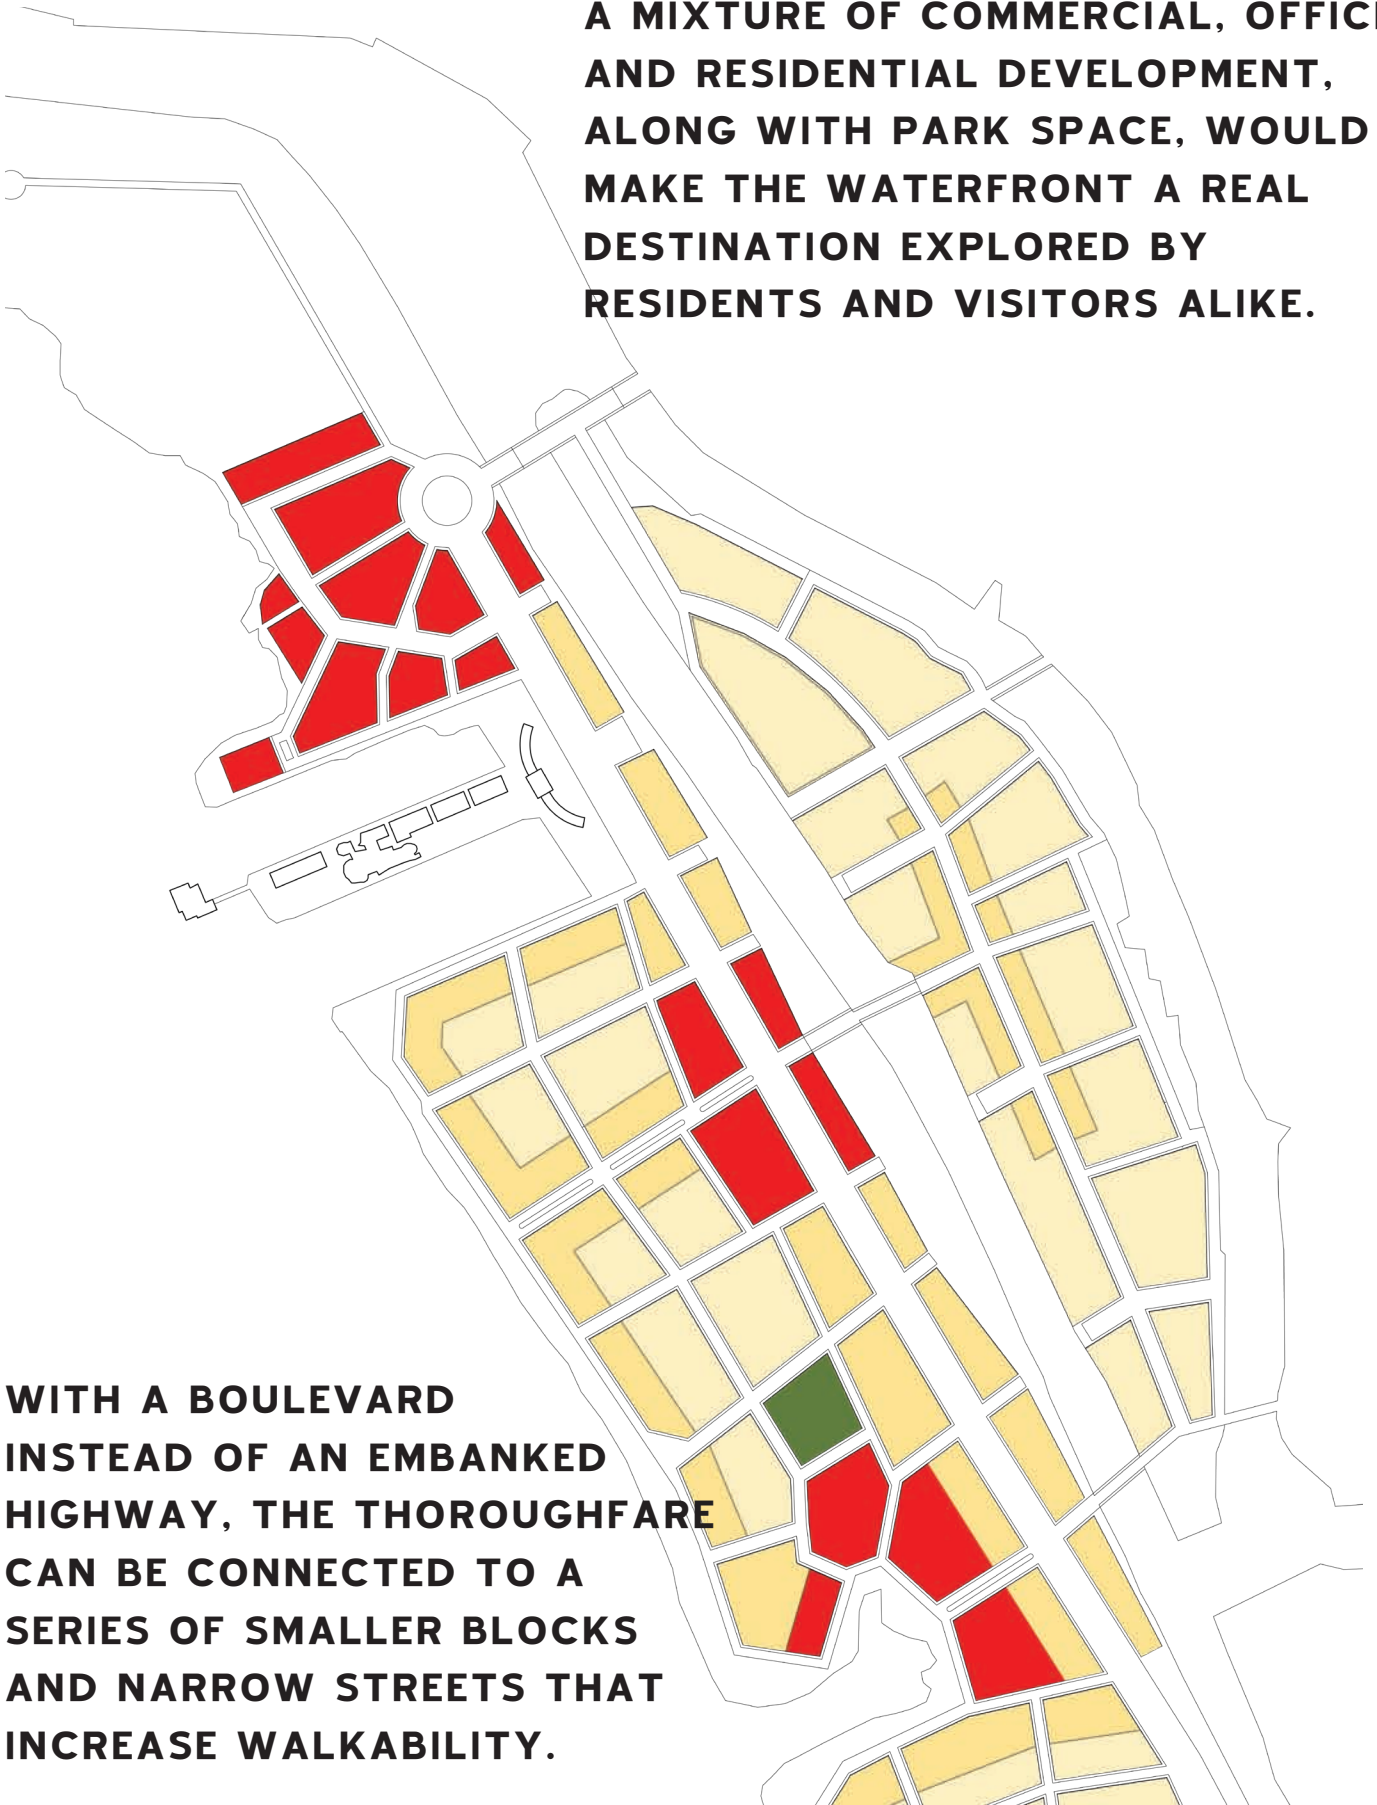 A MIXTURE OF COMMERCIAL, OFFIC
AND RESIDENTIAL DEVELOPMENT,
ALONG WITH PARK SPACE, WOULD
MAKE THE WATERFRONT A REAL
DESTINATION EXPLORED BY
RESIDENTS AND VISITORS ALIKE.
WITH A BOULEVARD
INSTEAD OF AN EMBANKED
HIGHWAY, THE THOROUGHFARE
CAN BE CONNECTED TO A
SERIES OF SMALLER BLOCKS
AND NARROW STREETS THAT
INCREASE WALKABILITY.